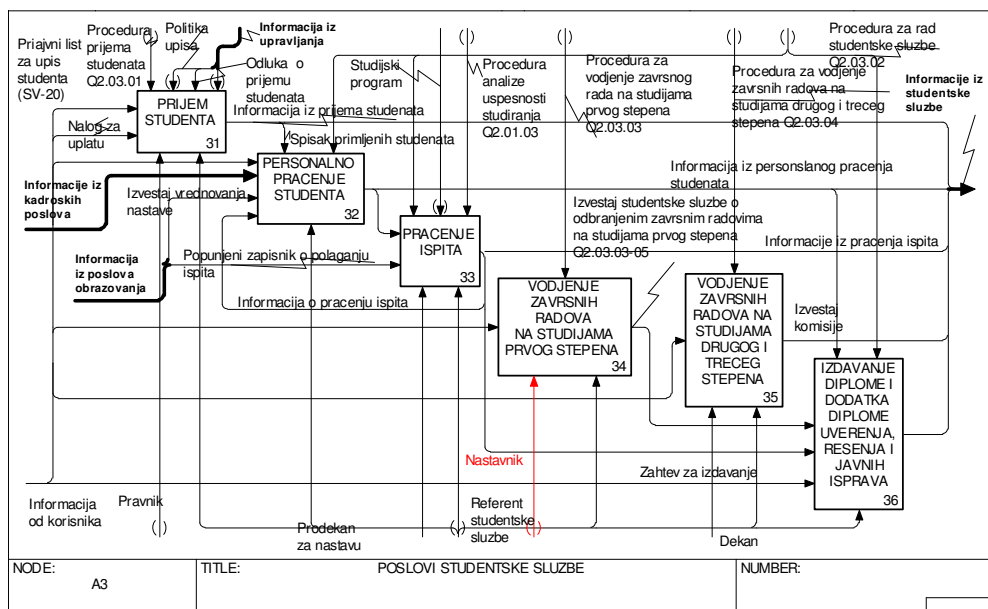 Priajvni list
za upis
studenta
(SV-20)
Procedura
prijema
studenata
Q2.03.01
Politika
upisa
Informacija iz
upravljanja
Odluka o
prijemu
studenata
Studijski
program
Procedura
analize
uspesnosti
studiranja
Q2.01.03
Procedura za
vodjenje zavrsnog
rada na studijama
prvog stepena
Q2.03.03
Procedura za rad
studentske sluzbe
Q2.03.02
Procedura za vodjenje
zavrsnih radova na
studijama drugog i treceg
stepena Q2.03.04
Informacije iz
studentske
sluzbe
PRIJEM
STUDENTA
31
Nalog za
uplatu
Informacija iz prijema studenata
Spisak primljenih studenata
PERSONALNO
PRACENJE
STUDENTA
32
Informacije iz
kadroskih
poslova
Izvestaj vrednovanja
nastave
Informacija iz personslanog pracenja
studenata
PRACENJE
ISPITA
33
Izvestaj studentske sluzbe o
odbranjenim zavrsnim radovima
na studijama prvog stepena
Q2.03.03-05
Informacije iz pracenja ispita
Informacija
iz poslova
obrazovanja
Popunjeni zapisnik o polaganju
ispita
Informacija o pracenju ispita
VODJENJE
ZAVRSNIH
RADOVA
NA STUDIJAMA
PRVOG STEPENA
34
VODJENJE
ZAVRSNIH
RADOVA NA
STUDIJAMA
DRUGOG I
TRECEG
STEPENA
35
Izvestaj
komisije
IZDAVANJE
DIPLOME I
DODATKA
DIPLOME
UVERENJA,
RESENJA I
JAVNIH
ISPRAVA
36
Nastavnik
Zahtev za izdavanje
Informacija
od korisnika
Pravnik
Prodekan
za nastavu
Referent
studentske
sluzbe
Dekan
NODE:
A3
TITLE:
POSLOVI STUDENTSKE SLUZBE
NUMBER: